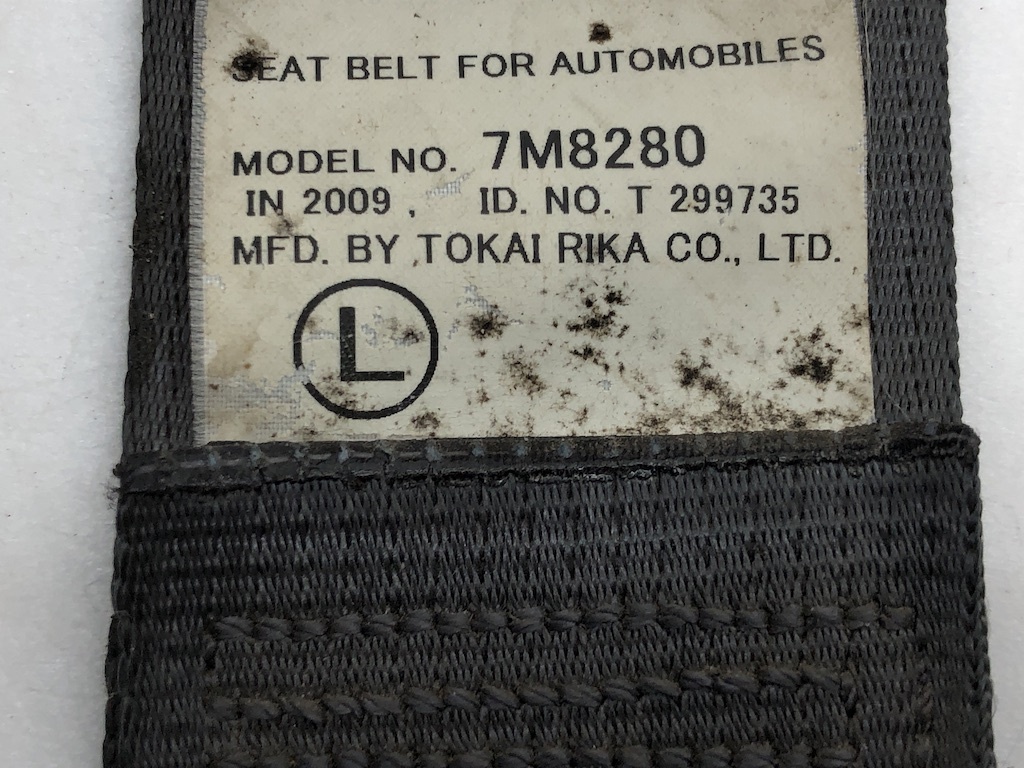 SEAT BELT FOR AUTOMOBILES
MODEL NO. 7M8280
IN 2009 , ID. NO. T 299735
MFD. BY TOKAI RIKA CO., LTD.
L